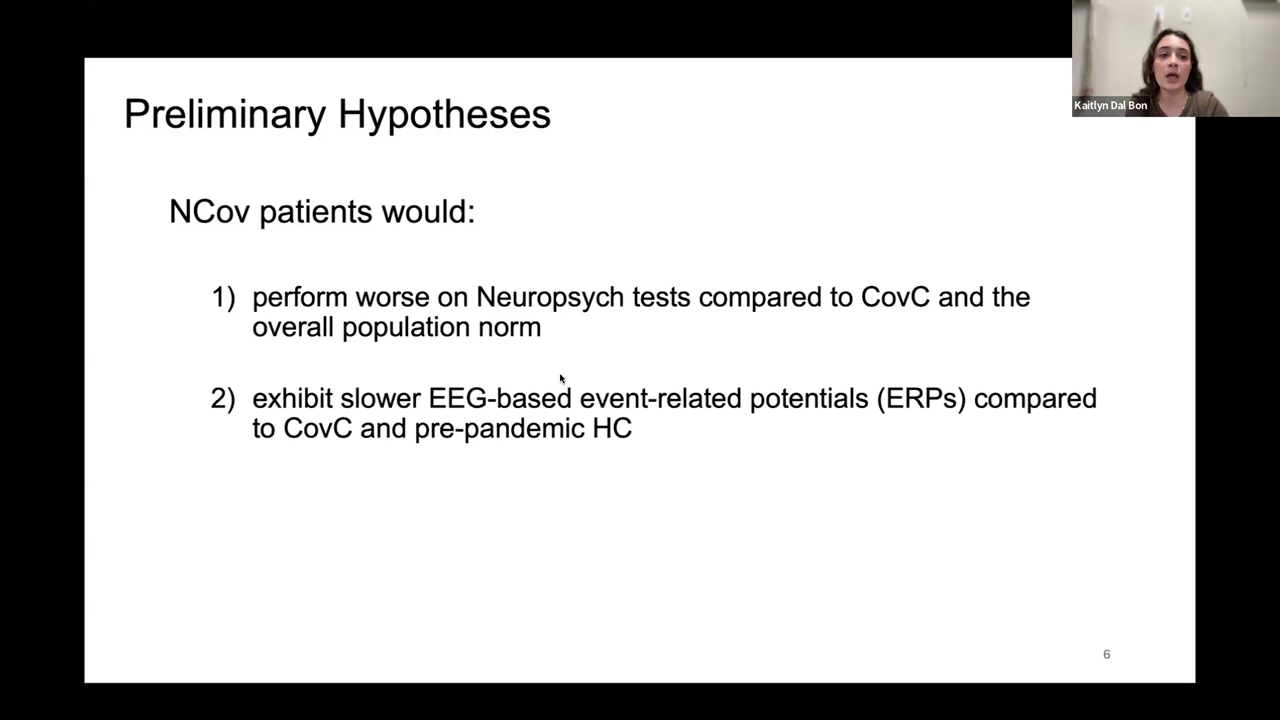 Preliminary Hypotheses
Kaitlyn Dal Bon
NCov patients would:
1) perform worse on Neuropsych tests compared to CovC and the
overall population norm
2) exhibit slower EEG-based event-related potentials (ERPs) compared
to CovC and pre-pandemic HC
6